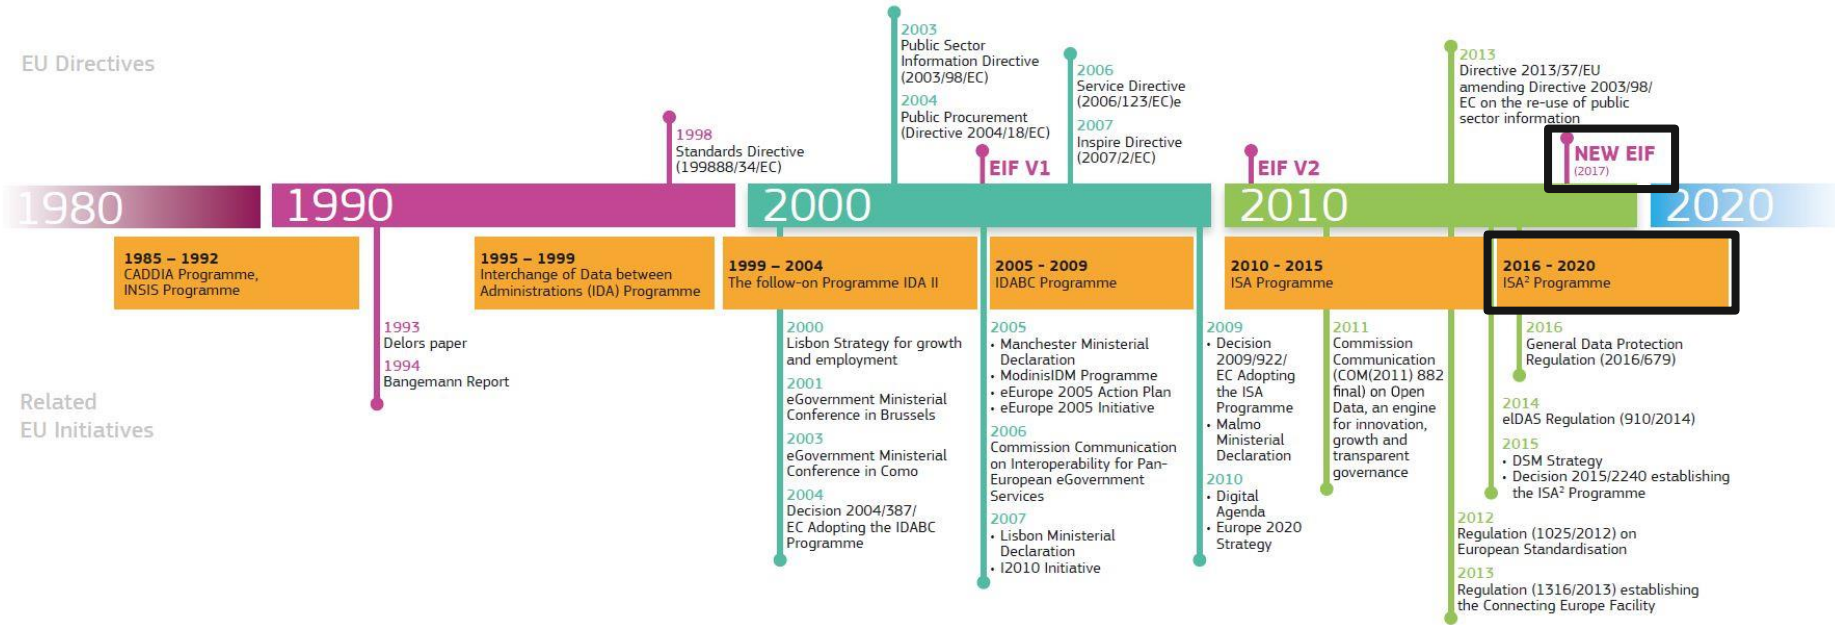 EU Directives
2003
Public Sector
Information Directive
(2003/98/EC)
2004
Public Procurement
(Directive 2004/18/EC)
2006
Service Directive
(2006/123/EC)e
2007
Inspire Directive
(2007/2/EC)
2013
Directive 2013/37/EU
amending Directive 2003/98/
EC on the re-use of public
sector information
1998
Standards Directive
(199888/34/EC)
EIF V1
EIF V2
NEW EIF
(2017)
1980
1990
2000
2010
2020
1985 – 1992
CADDIA Programme,
INSIS Programme
1995 – 1999
Interchange of Data between
Administrations (IDA) Programme
1999 – 2004
The follow-on Programme IDA II
2005 - 2009
IDABC Programme
2010 - 2015
ISA Programme
2016 - 2020
ISA² Programme
Related
EU Initiatives
1993
Delors paper
1994
Bangemann Report
2000
Lisbon Strategy for growth
and employment
2001
eGovernment Ministerial
Conference in Brussels
2003
eGovernment Ministerial
Conference in Como
2004
Decision 2004/387/
EC Adopting the IDABC
Programme
2005
• Manchester Ministerial
Declaration
• ModinisIDM Programme
• eEurope 2005 Action Plan
• eEurope 2005 Initiative
2006
Commission Communication
on Interoperability for Pan-
European eGovernment
Services
2007
• Lisbon Ministerial
Declaration
• I2010 Initiative
2009
• Decision
2009/922/
EC Adopting
the ISA
Programme
• Malmo
Ministerial
Declaration
2010
• Digital
Agenda
• Europe 2020
Strategy
2011
Commission
Communication
(COM(2011) 882
final) on Open
Data, an engine
for innovation,
growth and
transparent
governance
2016
General Data Protection
Regulation (2016/679)
2014
elDAS Regulation (910/2014)
2015
• DSM Strategy
• Decision 2015/2240 establishing
the ISA² Programme
2012
Regulation (1025/2012) on
European Standardisation
2013
Regulation (1316/2013) establishing
the Connecting Europe Facility